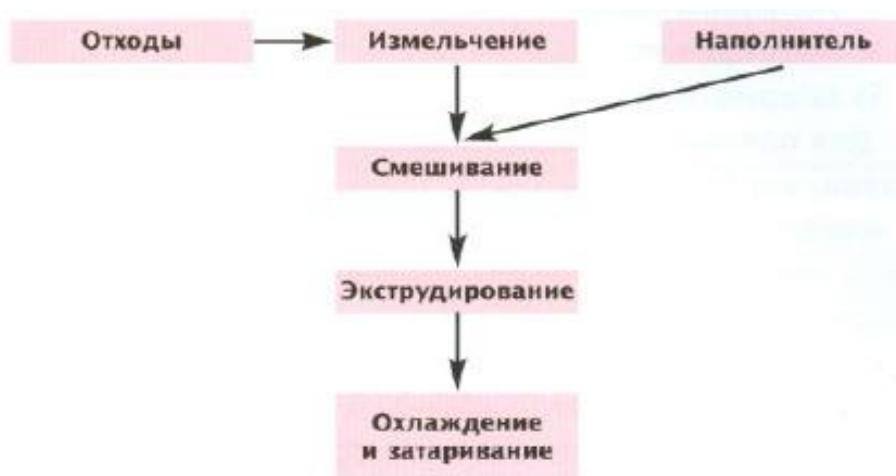 Отходы
Измельчение
Наполнитель
Смешивание
Экструдирование
Охлаждение
и затаривание